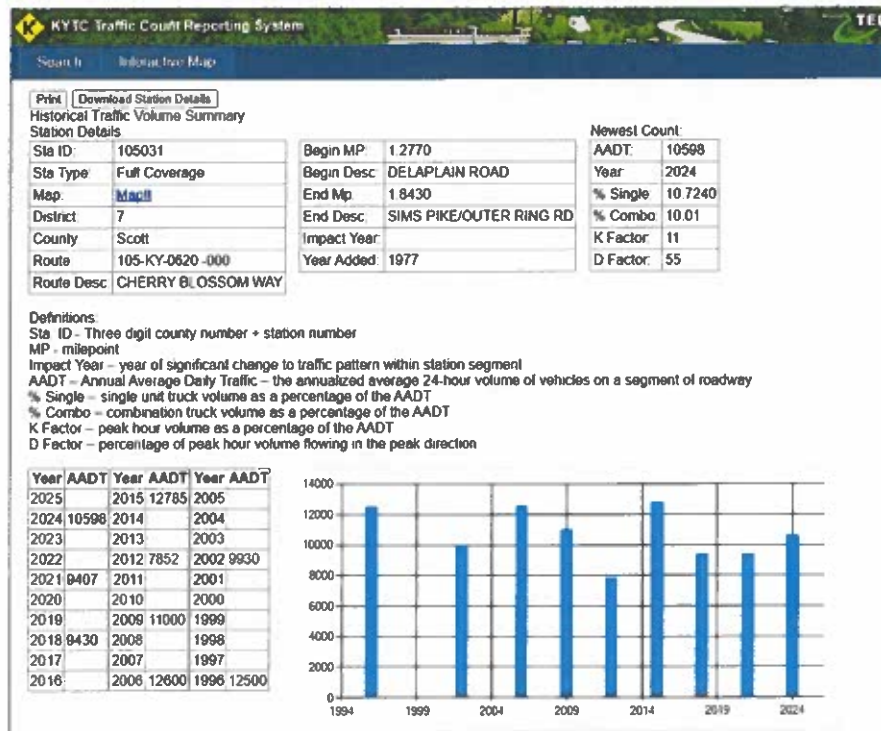 KYTC Traffic Count Reporting System
Search Interactive Map
Print Download Station Details
Historical Traffic Volume Summary
Station Details
Sta ID: 105031
Sta Type Full Coverage
Map:
District 7
County Scott
Route 105-KY-0620 -000
Route Desc CHERRY BLOSSOM WAY
Begin MP: 1.2770
Begin Desc DELAPLAIN ROAD
End Mp. 1.8430
End Desc. SIMS PIKE/OUTER RING RD
Impact Year:
Year Added: 1977
Newest Count:
AADT: 10598
Year 2024
% Single 10.7240
% Combo 10.01
K Factor: 11
D Factor: 55
Definitions:
Sta ID - Three digit county number + station number
MP - milepoint
Impact Year – year of significant change to traffic pattern within station segment
AADT – Annual Average Daily Traffic – the annualized average 24-hour volume of vehicles on a segment of roadway
% Single – single unit truck volume as a percentage of the AADT
% Combo – combination truck volume as a percentage of the AADT
K Factor – peak hour volume as a percentage of the AADT
D Factor – percentage of peak hour volume flowing in the peak direction
Year AADT Year AADT Year AADT
2025 2015 12785 2005
2024 10598 2014 2004
2023 2013 2003
2022 2012 7852 2002 9930
2021 9407 2011 2001
2020 2010 2000
2019 2009 11000 1999
2018 9430 2008 1998
2017 2007 1997
2016 2006 12600 1996 12500
14000
12000
10000
8000
6000
4000
2000
0
1994 1999 2004 2009 2014 2019 2024